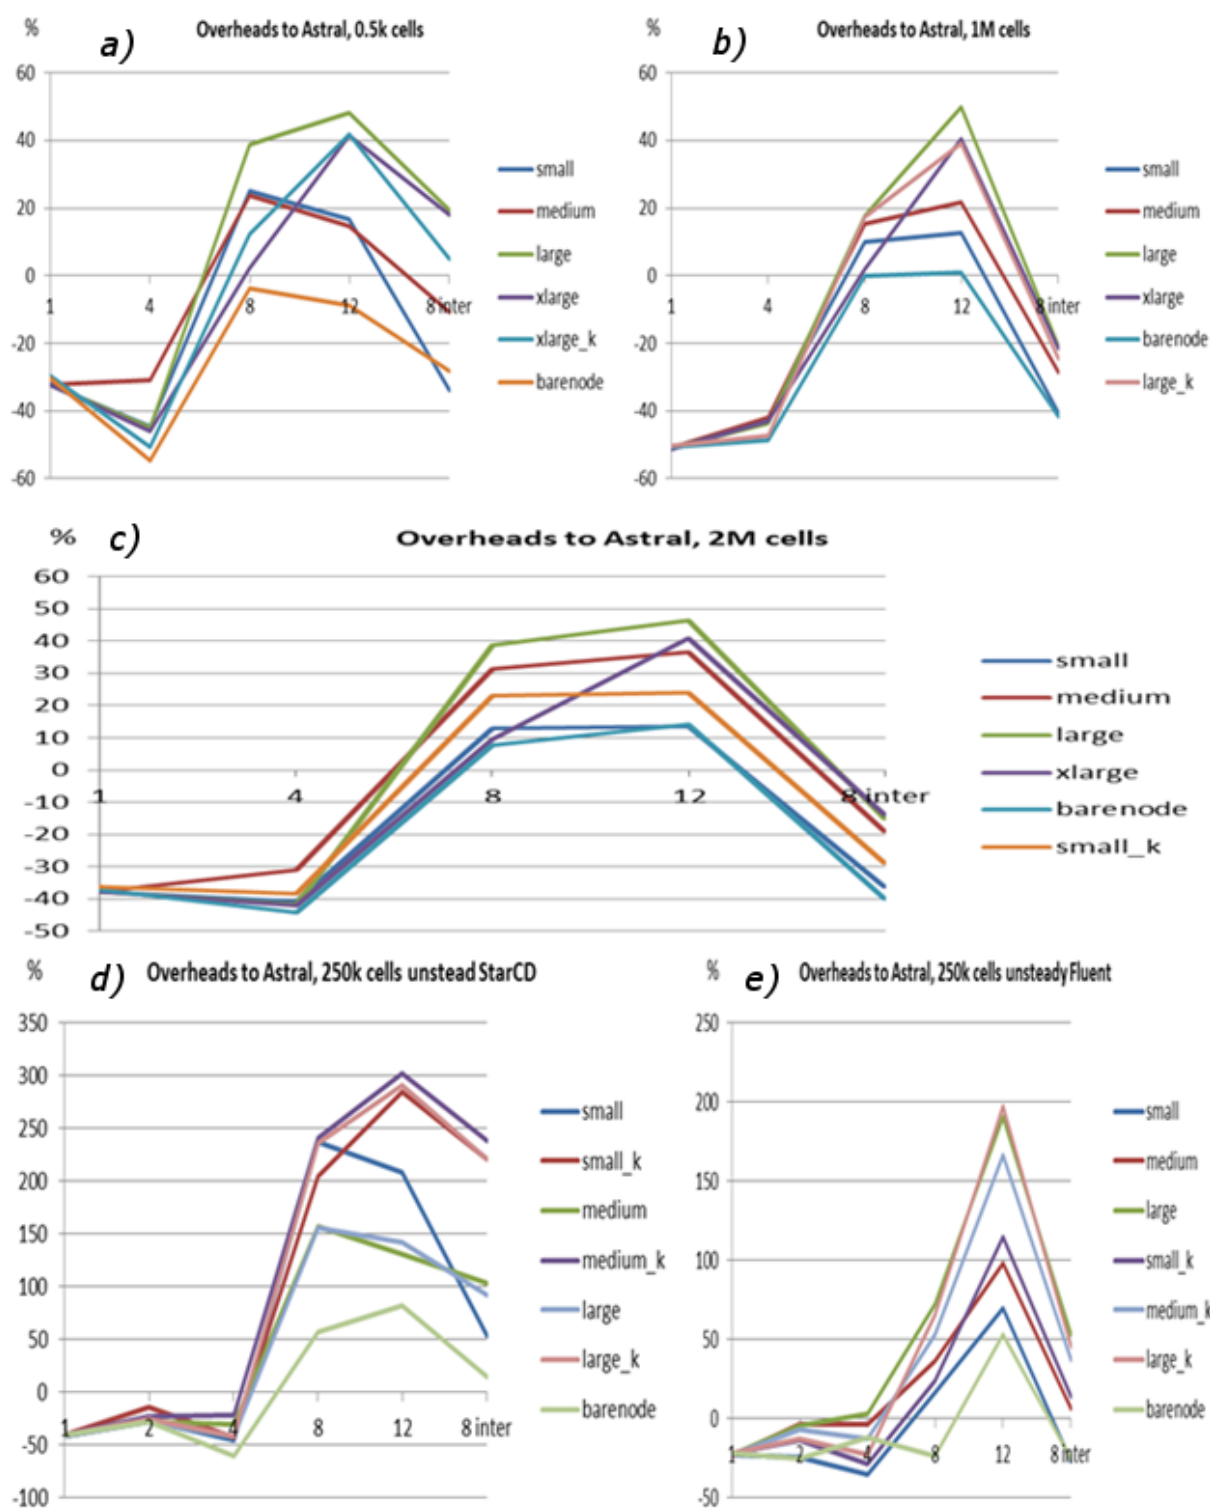 % a) Overheads to Astral, 0.5k cells
60
40
20
0
-20
-40
-60
1 4 8 12 8 inter
small
medium
large
xlarge
xlarge_k
barenode
% b) Overheads to Astral, 1M cells
60
40
20
0
-20
-40
-60
1 4 8 12 8 inter
small
medium
large
xlarge
barenode
large_k
% c) Overheads to Astral, 2M cells
60
50
40
30
20
10
0
-10
-20
-30
-40
-50
1 4 8 12 8 inter
small
medium
large
xlarge
barenode
small_k
% d) Overheads to Astral, 250k cells unstead StarCD
350
300
250
200
150
100
50
0
-50
-100
1 2 4 8 12 8 inter
small
small_k
medium
medium_k
large
large_k
barenode
% e) Overheads to Astral, 250k cells unsteady Fluent
250
200
150
100
50
0
-50
1 2 4 8 12 8 inter
small
medium
large
small_k
medium_k
large_k
barenode